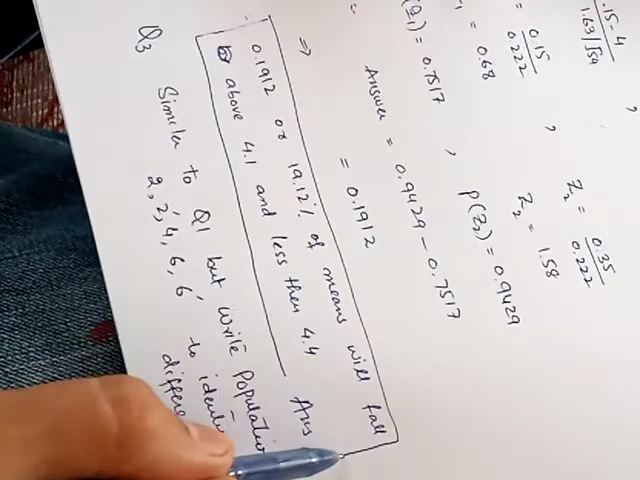 .15 - 4
1.63/√54
,
= 0.15 / 0.222 , Z₂ = 0.35 / 0.222
= 0.68 Z₂ = 1.58
= 0.7517 , P(Z₂) = 0.9429
Answer = 0.9429 - 0.7517
= 0.1912
⇒ 0.1912 or 19.12% of means will fall
above 4.1 and less then 4.4 Ans
Q3 Similar to Q1 but write Population
2, 2', 4, 6, 6' to